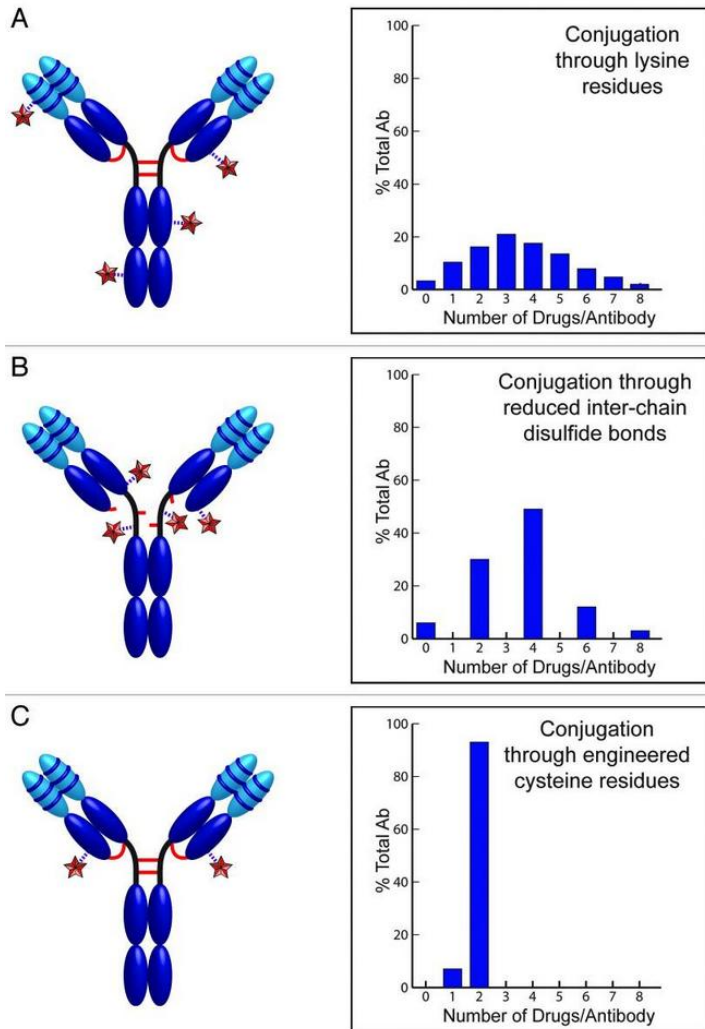 A
Conjugation
through lysine
residues
% Total Ab
100
80
60
40
20
0
0 1 2 3 4 5 6 7 8
Number of Drugs/Antibody
B
Conjugation through
reduced inter-chain
disulfide bonds
% Total Ab
100
80
60
40
20
0
0 1 2 3 4 5 6 7 8
Number of Drugs/Antibody
C
Conjugation
through engineered
cysteine residues
% Total Ab
100
80
60
40
20
0
0 1 2 3 4 5 6 7 8
Number of Drugs/Antibody